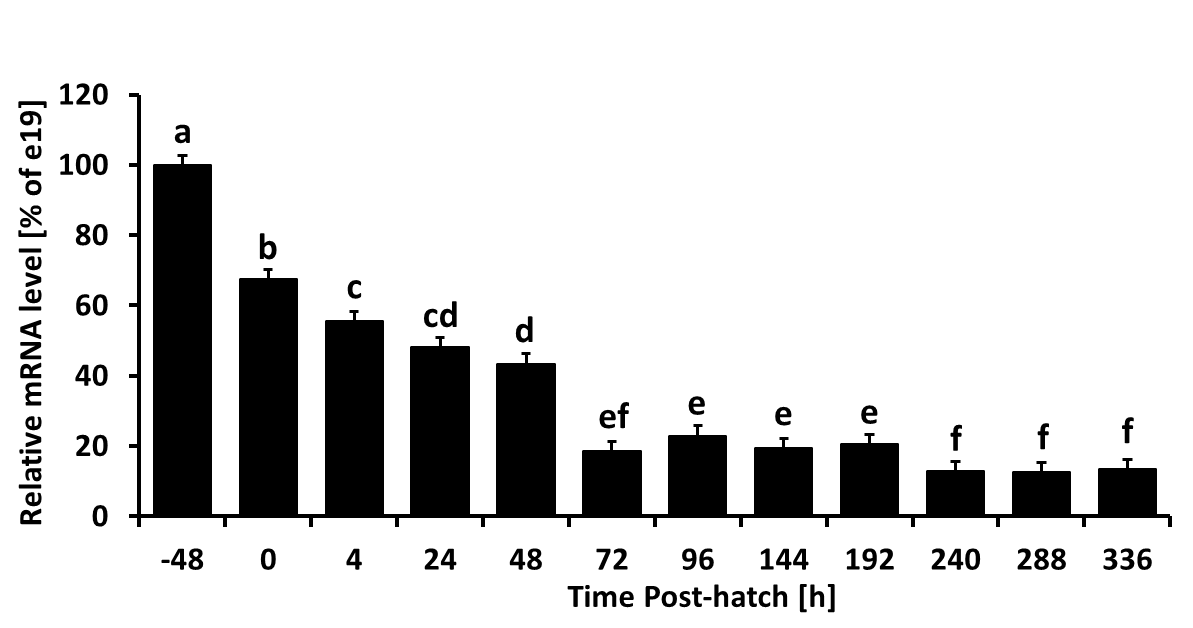 Relative mRNA level [% of e19]
120
100
80
60
40
20
0
a
b
c
cd
d
ef
e
e
e
f
f
f
-48 0 4 24 48 72 96 144 192 240 288 336
Time Post-hatch [h]